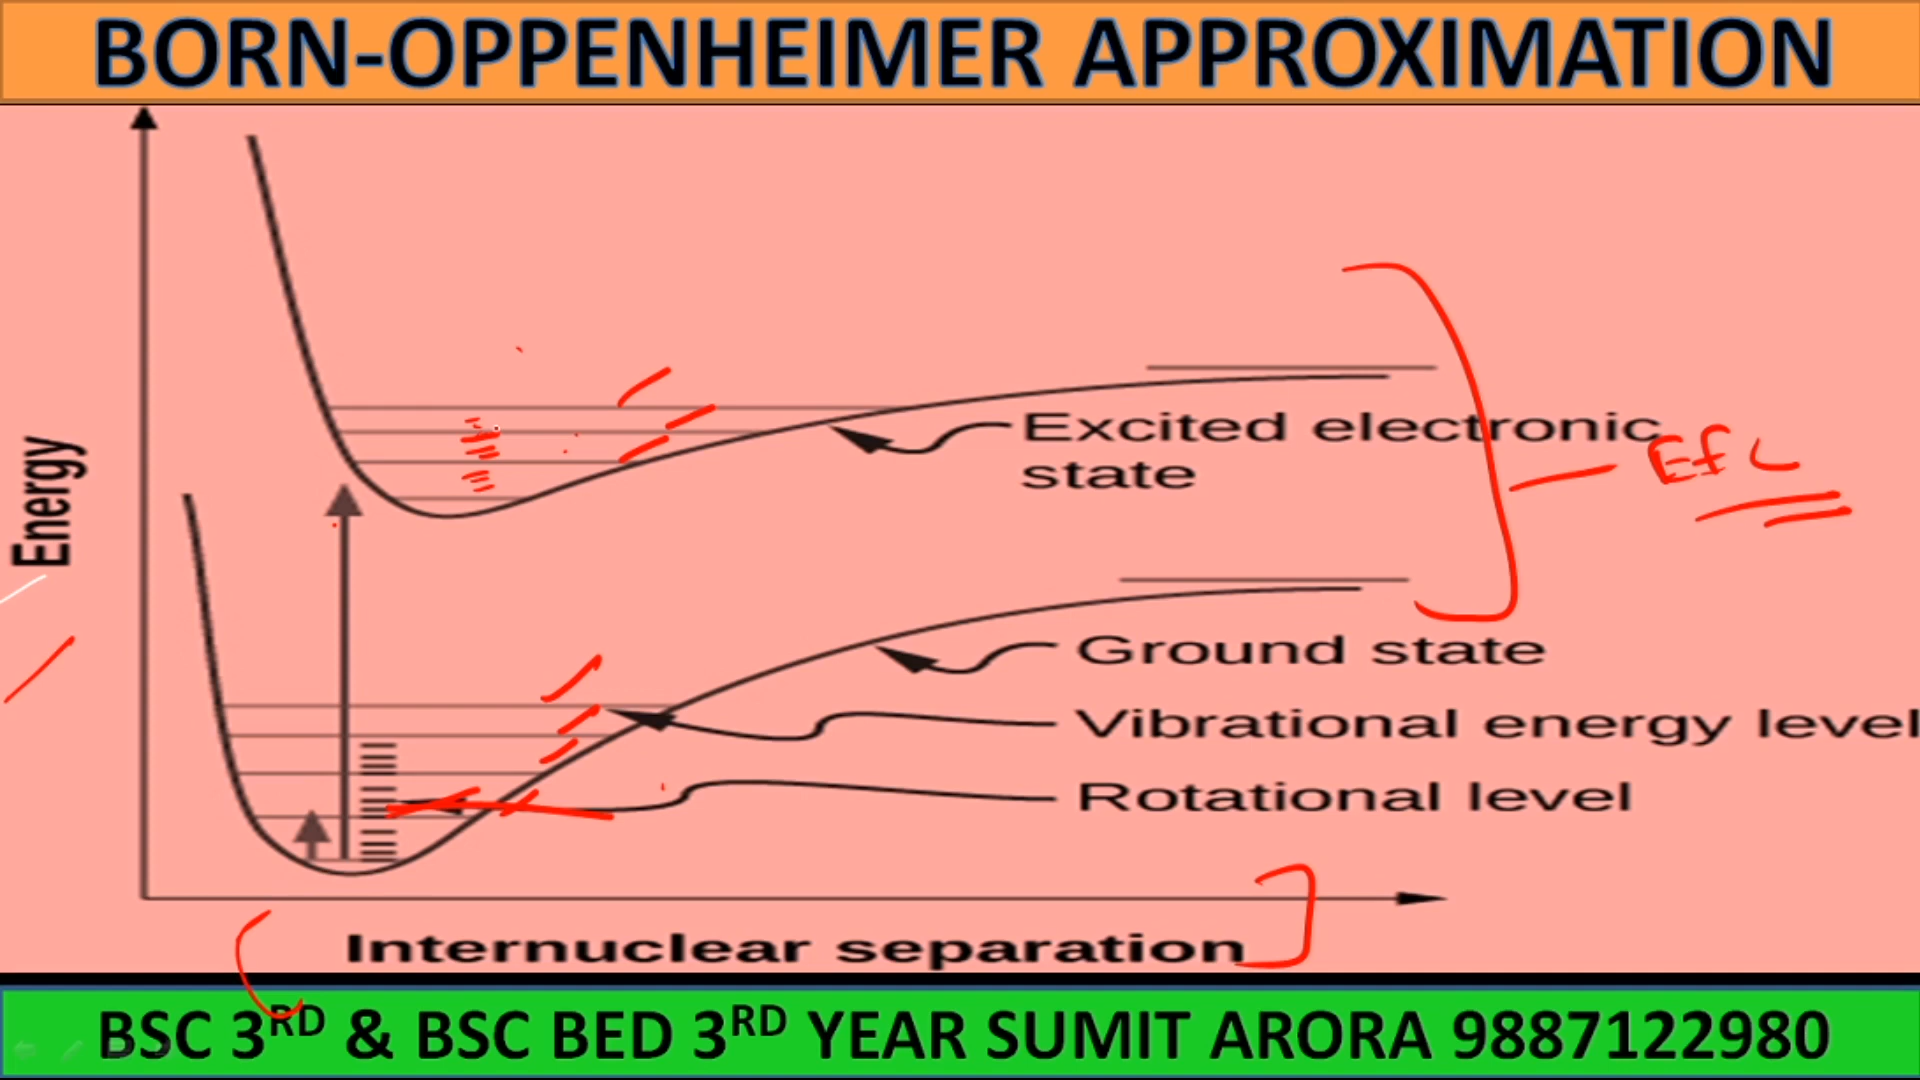 BORN-OPPENHEIMER APPROXIMATION
Energy
Excited electronic
state
Ground state
Vibrational energy level
Rotational level
Internuclear separation
BSC 3RD & BSC BED 3RD YEAR SUMIT ARORA 9887122980